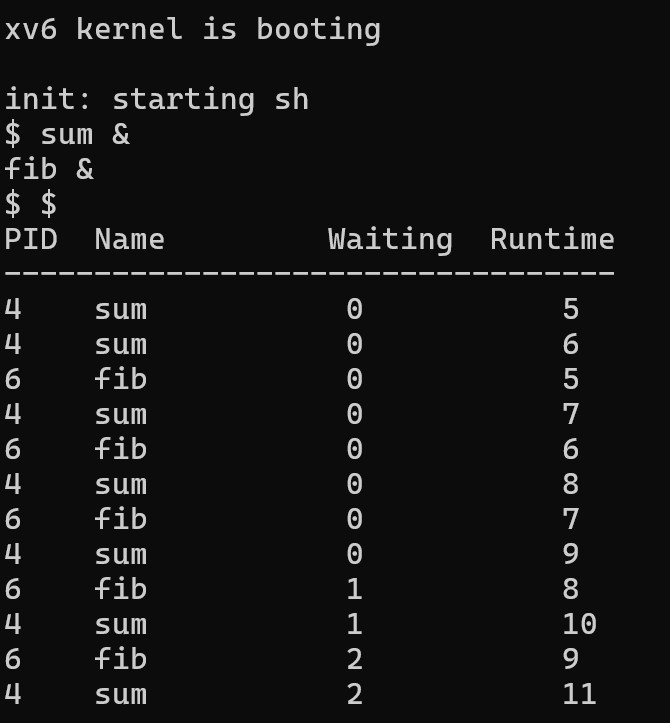 xv6 kernel is booting

init: starting sh
$ sum &
fib &
$ $
PID  Name         Waiting  Runtime
----------------------------------
4    sum           0           5
4    sum           0           6
6    fib           0           5
4    sum           0           7
6    fib           0           6
4    sum           0           8
6    fib           0           7
4    sum           0           9
6    fib           1           8
4    sum           1           10
6    fib           2           9
4    sum           2           11